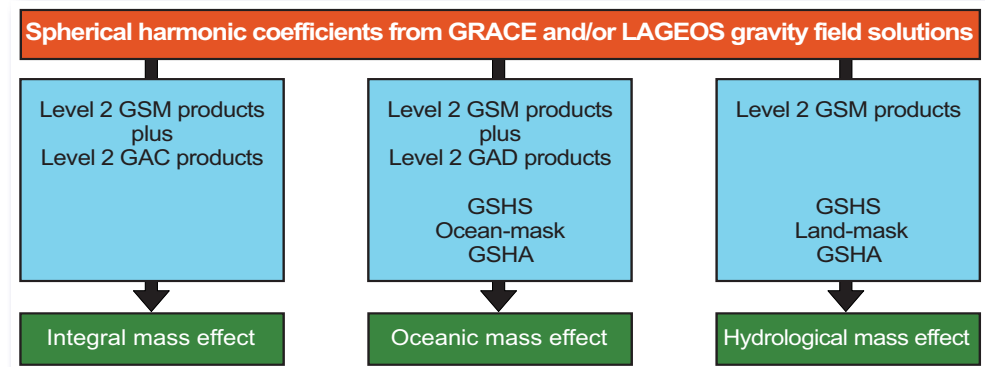 Spherical harmonic coefficients from GRACE and/or LAGEOS gravity field solutions
Level 2 GSM products
plus
Level 2 GAC products
Level 2 GSM products
plus
Level 2 GAD products
GSHS
Ocean-mask
GSHA
Level 2 GSM products
GSHS
Land-mask
GSHA
Integral mass effect
Oceanic mass effect
Hydrological mass effect